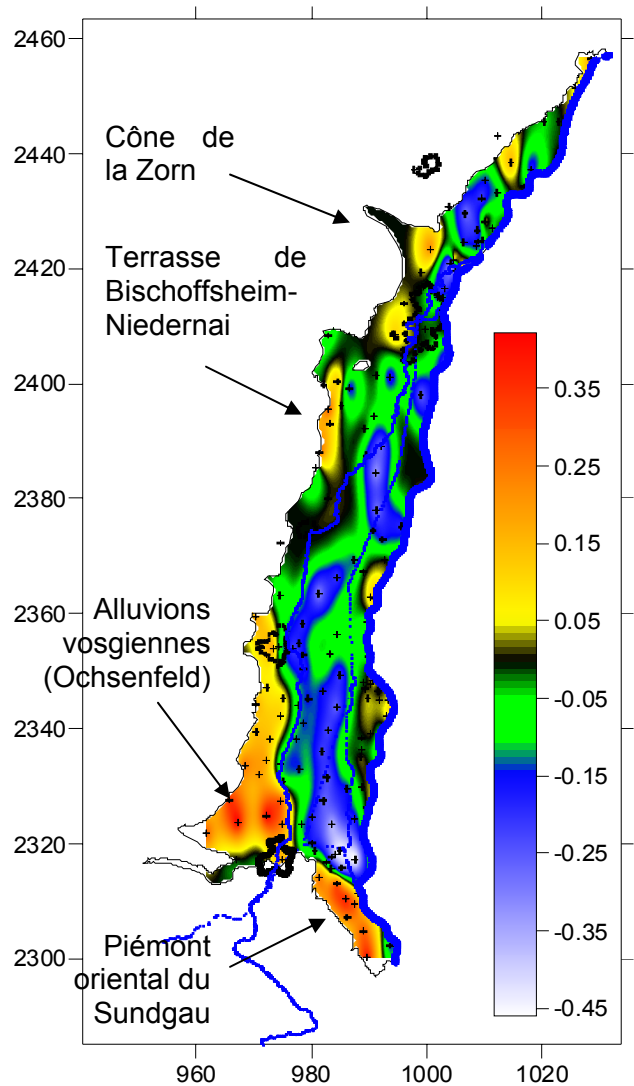 2460
2440
2420
2400
2380
2360
2340
2320
2300
Cône de
la Zorn
Terrasse de
Bischoffsheim-
Niedernai
Alluvions
vosgiennes
(Ochsenfeld)
Piémont
oriental du
Sundgau
0.35
0.25
0.15
0.05
-0.05
-0.15
-0.25
-0.35
-0.45
960
980
1000
1020